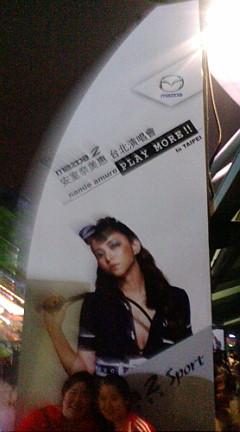 mazda
mazda 2
安室奈美惠 台北演唱會
namie amuro PLAY MORE!!
in TAIPEI
2 Sport